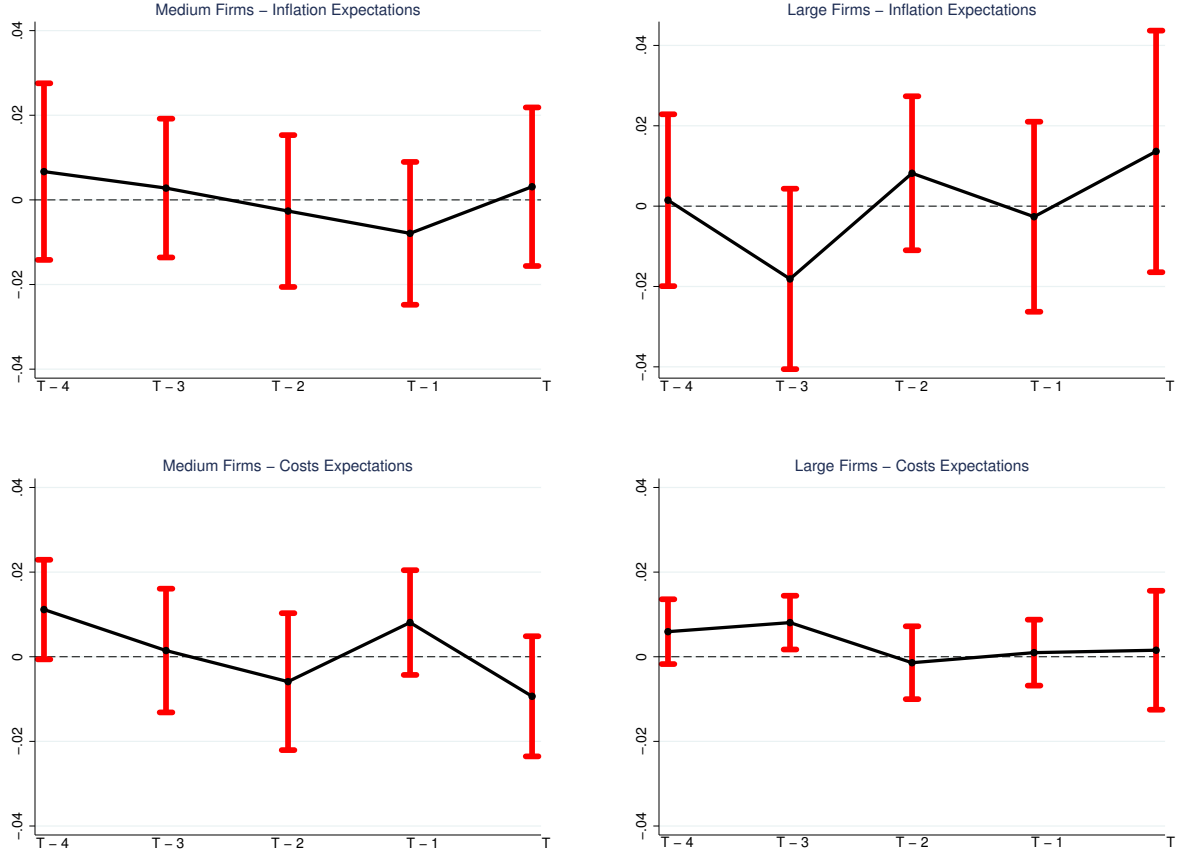 Medium Firms – Inflation Expectations
.04
.02
0
-.02
-.04
T – 4
T – 3
T – 2
T – 1
T
Large Firms – Inflation Expectations
.04
.02
0
-.02
-.04
T – 4
T – 3
T – 2
T – 1
T
Medium Firms – Costs Expectations
.04
.02
0
-.02
-.04
T – 4
T – 3
T – 2
T – 1
T
Large Firms – Costs Expectations
.04
.02
0
-.02
-.04
T – 4
T – 3
T – 2
T – 1
T